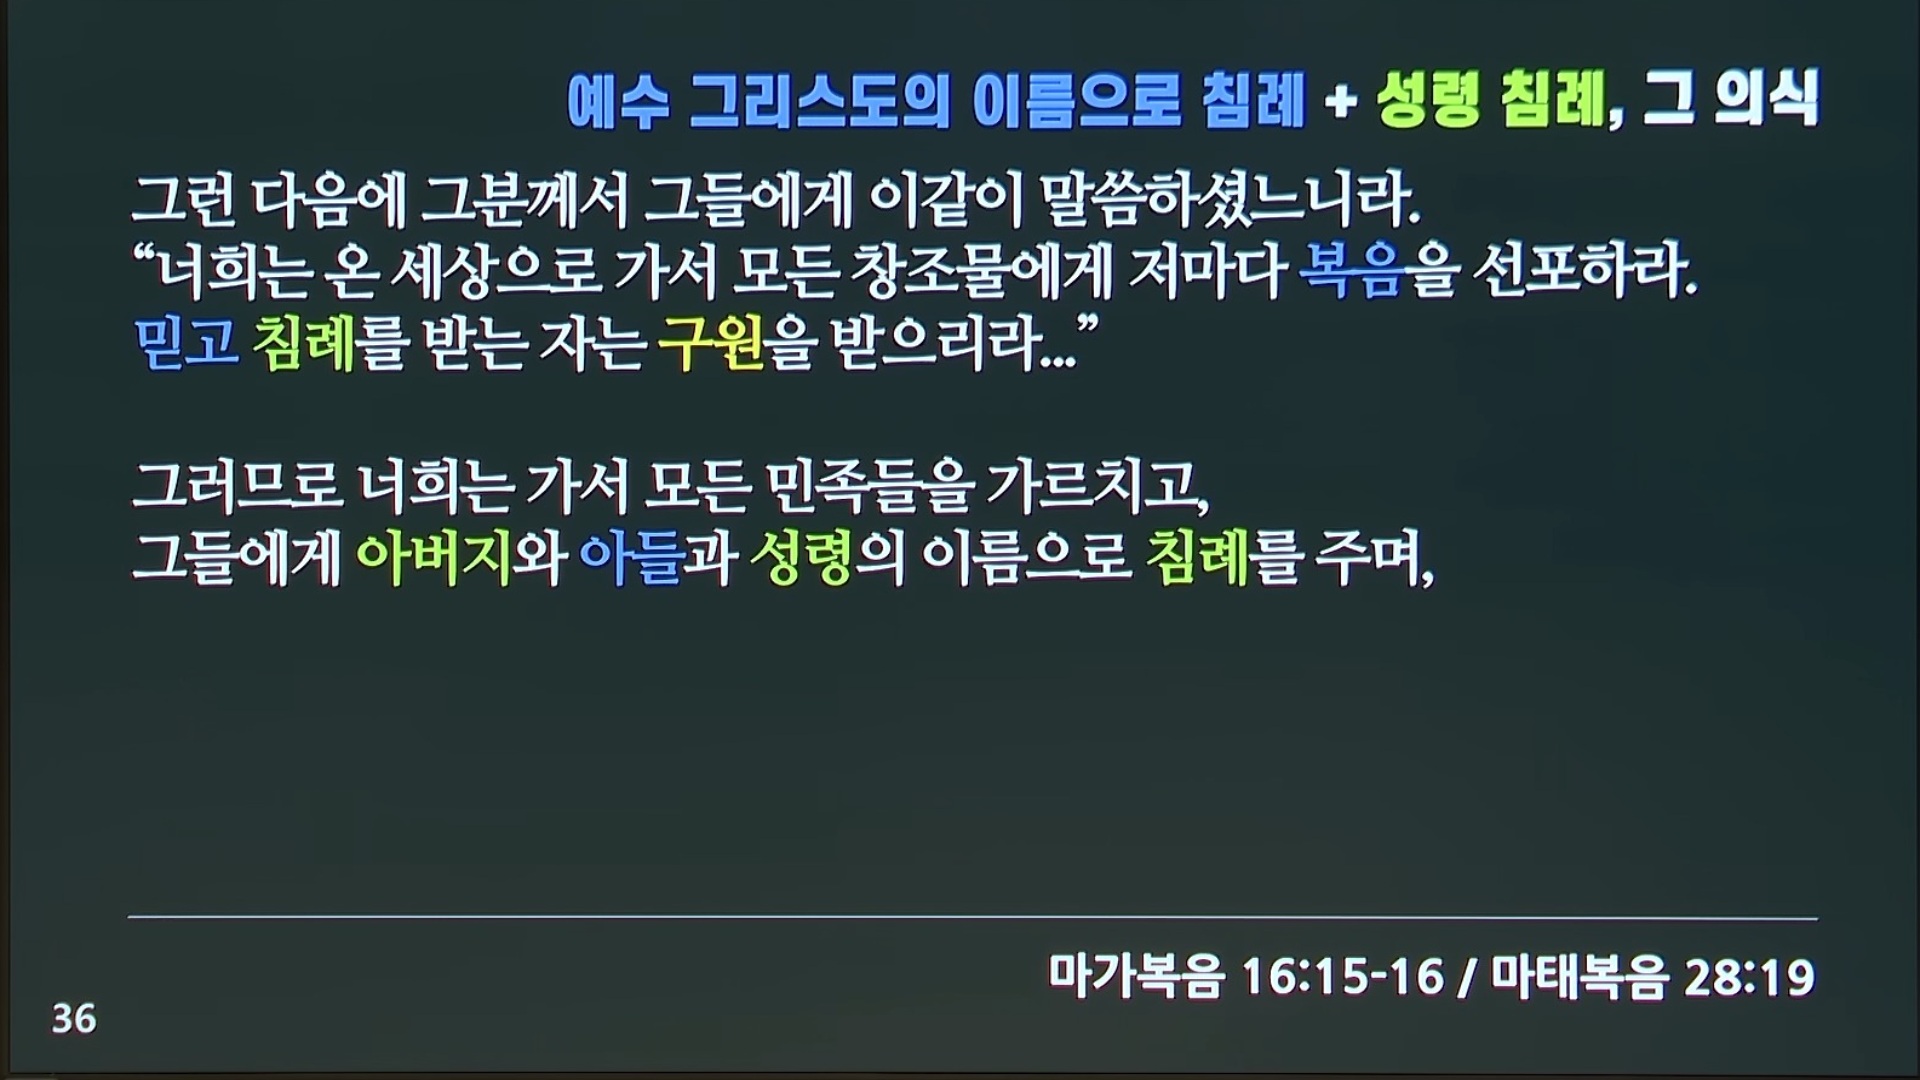 예수 그리스도의 이름으로 침례 + 성령 침례, 그 의식
그런 다음에 그분께서 그들에게 이같이 말씀하셨느니라.
“너희는 온 세상으로 가서 모든 창조물에게 저마다 복음을 선포하라.
믿고 침례를 받는 자는 구원을 받으리라...”
그러므로 너희는 가서 모든 민족들을 가르치고,
그들에게 아버지와 아들과 성령의 이름으로 침례를 주며,
마가복음 16:15-16 / 마태복음 28:19
36